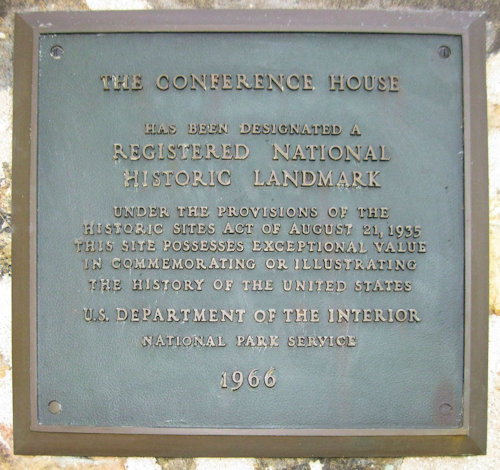 THE CONFERENCE HOUSE
HAS BEEN DESIGNATED A
REGISTERED NATIONAL
HISTORIC LANDMARK
UNDER THE PROVISIONS OF THE
HISTORIC SITES ACT OF AUGUST 21, 1935
THIS SITE POSSESSES EXCEPTIONAL VALUE
IN COMMEMORATING OR ILLUSTRATING
THE HISTORY OF THE UNITED STATES
U.S. DEPARTMENT OF THE INTERIOR
NATIONAL PARK SERVICE
1966